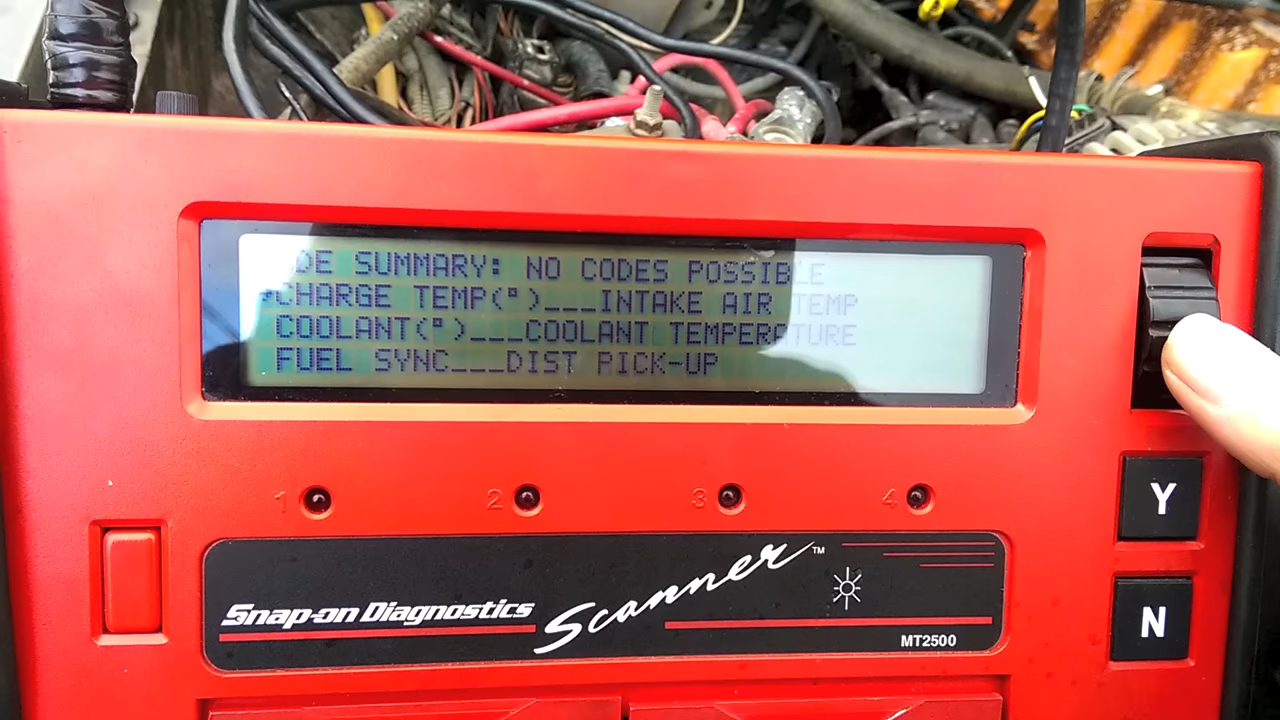 DE SUMMARY: NO CODES POSSIBLE
CHARGE TEMP(°)___INTAKE AIR TEMP
COOLANT(°)___COOLANT TEMPERATURE
FUEL SYNC___DIST PICK-UP
1 2 3 4
Y
N
Snap-on Diagnostics Scanner™
MT2500